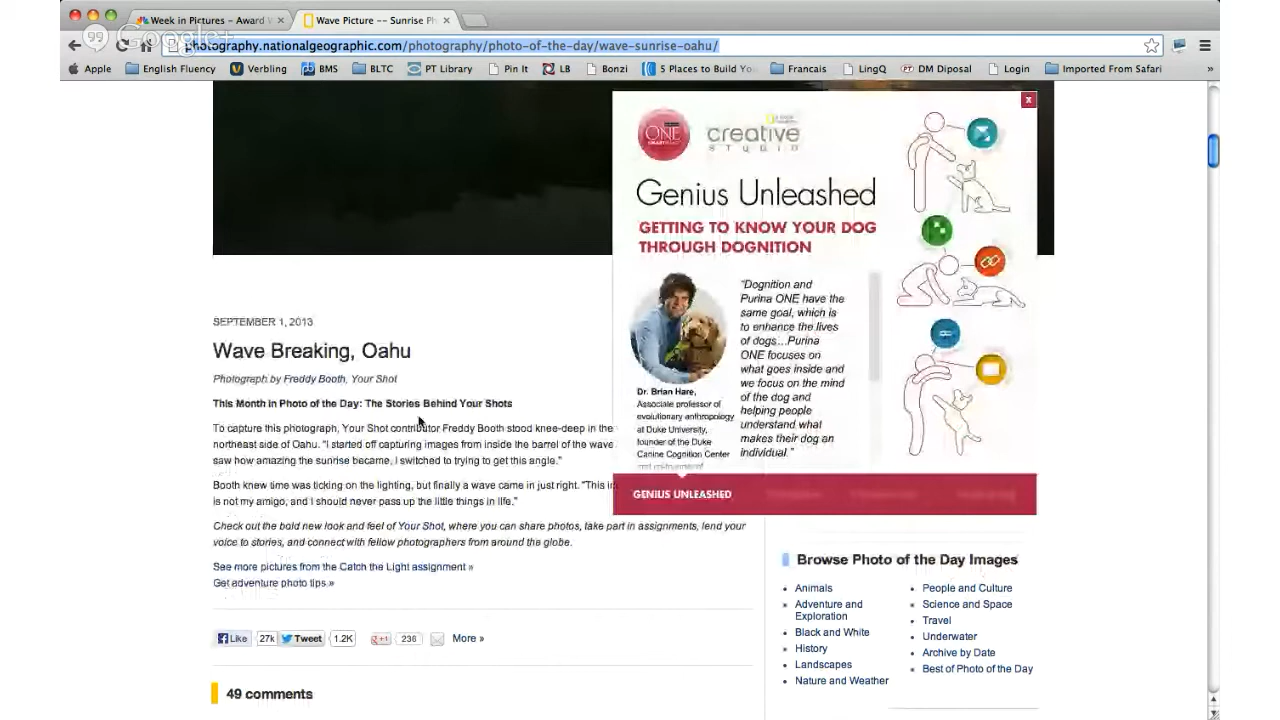 Week in Pictures - Award
Wave Picture -- Sunrise Ph
Google+
photography.nationalgeographic.com/photography/photo-of-the-day/wave-sunrise-oahu/
Apple English Fluency Verbling BMS BLTC PT Library Pin It LB Bonzi 5 Places to Build Yo Francais LingQ DM Diposal Login Imported From Safari »
x
ONE
creative
STUDIO
Genius Unleashed
GETTING TO KNOW YOUR DOG
THROUGH DOGNITION
"Dognition and
Purina ONE have the
same goal, which is
to enhance the lives
of dogs...Purina
ONE focuses on
what goes inside and
we focus on the mind
of the dog and
helping people
understand what
makes their dog an
individual."
Dr. Brian Hare,
Associate professor of
evolutionary anthropology
at Duke University,
founder of the Duke
Canine Cognition Center
GENIUS UNLEASHED
SEPTEMBER 1, 2013
Wave Breaking, Oahu
Photograph by Freddy Booth, Your Shot
This Month in Photo of the Day: The Stories Behind Your Shots
To capture this photograph, Your Shot contributor Freddy Booth stood knee-deep in the
northeast side of Oahu. "I started off capturing images from inside the barrel of the wave
saw how amazing the sunrise became, I switched to trying to get this angle."
Booth knew time was ticking on the lighting, but finally a wave came in just right. "This
is not my amigo, and I should never pass up the little things in life."
Check out the bold new look and feel of Your Shot, where you can share photos, take part in assignments, lend your
voice to stories, and connect with fellow photographers from around the globe.
See more pictures from the Catch the Light assignment »
Get adventure photo tips »
Like 27k Tweet 1.2K +1 236 More »
49 comments
Browse Photo of the Day Images
Animals
Adventure and
Exploration
Black and White
History
Landscapes
Nature and Weather
People and Culture
Science and Space
Travel
Underwater
Archive by Date
Best of Photo of the Day